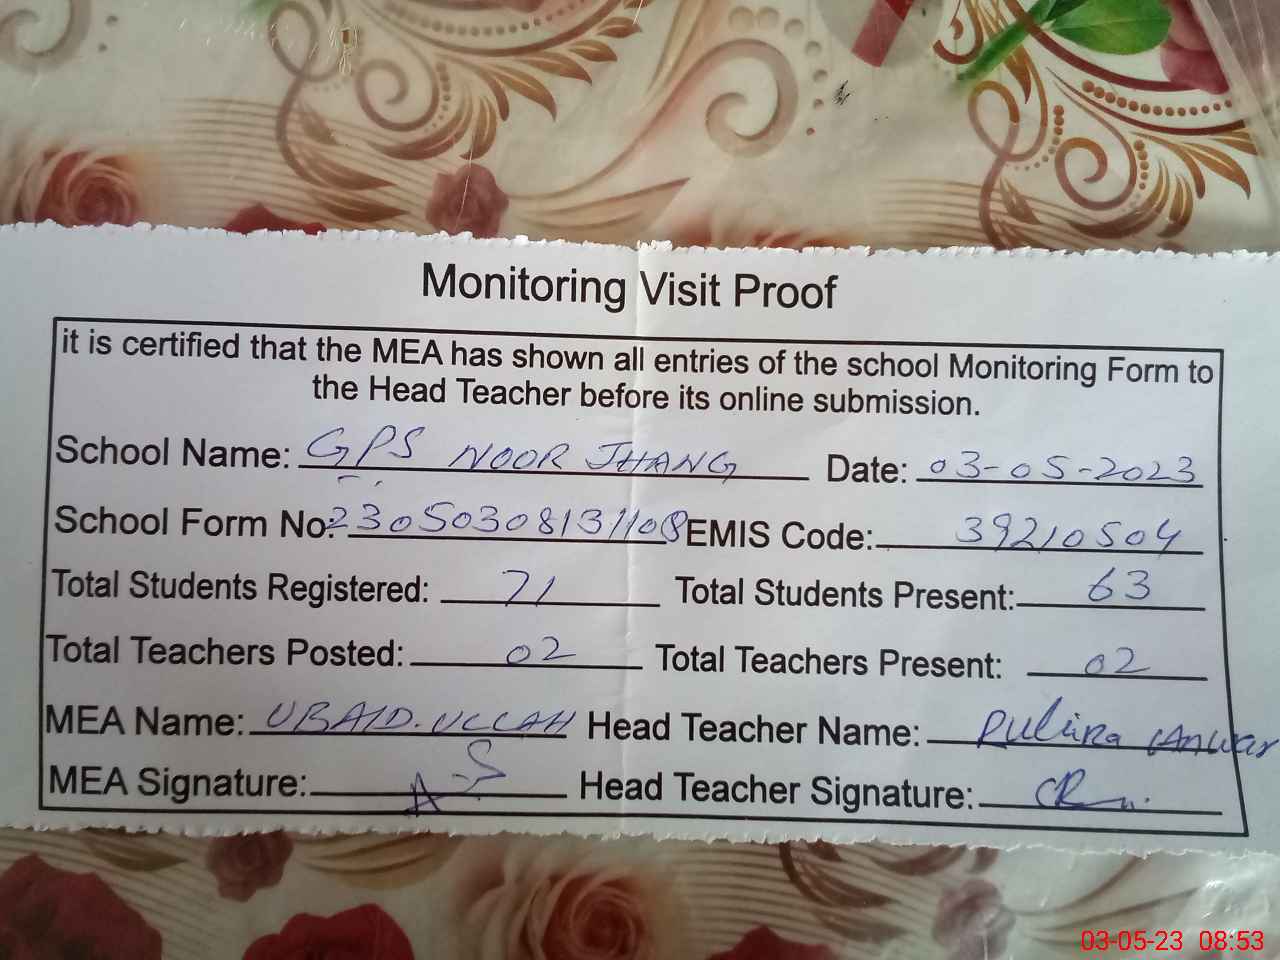 Monitoring Visit Proof
it is certified that the MEA has shown all entries of the school Monitoring Form to
the Head Teacher before its online submission.
School Name: GPS NOOR JHANG Date: 03-05-2023
School Form No: 23050308131108 EMIS Code: 39210504
Total Students Registered: 71 Total Students Present: 63
Total Teachers Posted: 02 Total Teachers Present: 02
MEA Name: UBAID.ULLAH Head Teacher Name: Anwar
MEA Signature: Head Teacher Signature:
03-05-23 08:53